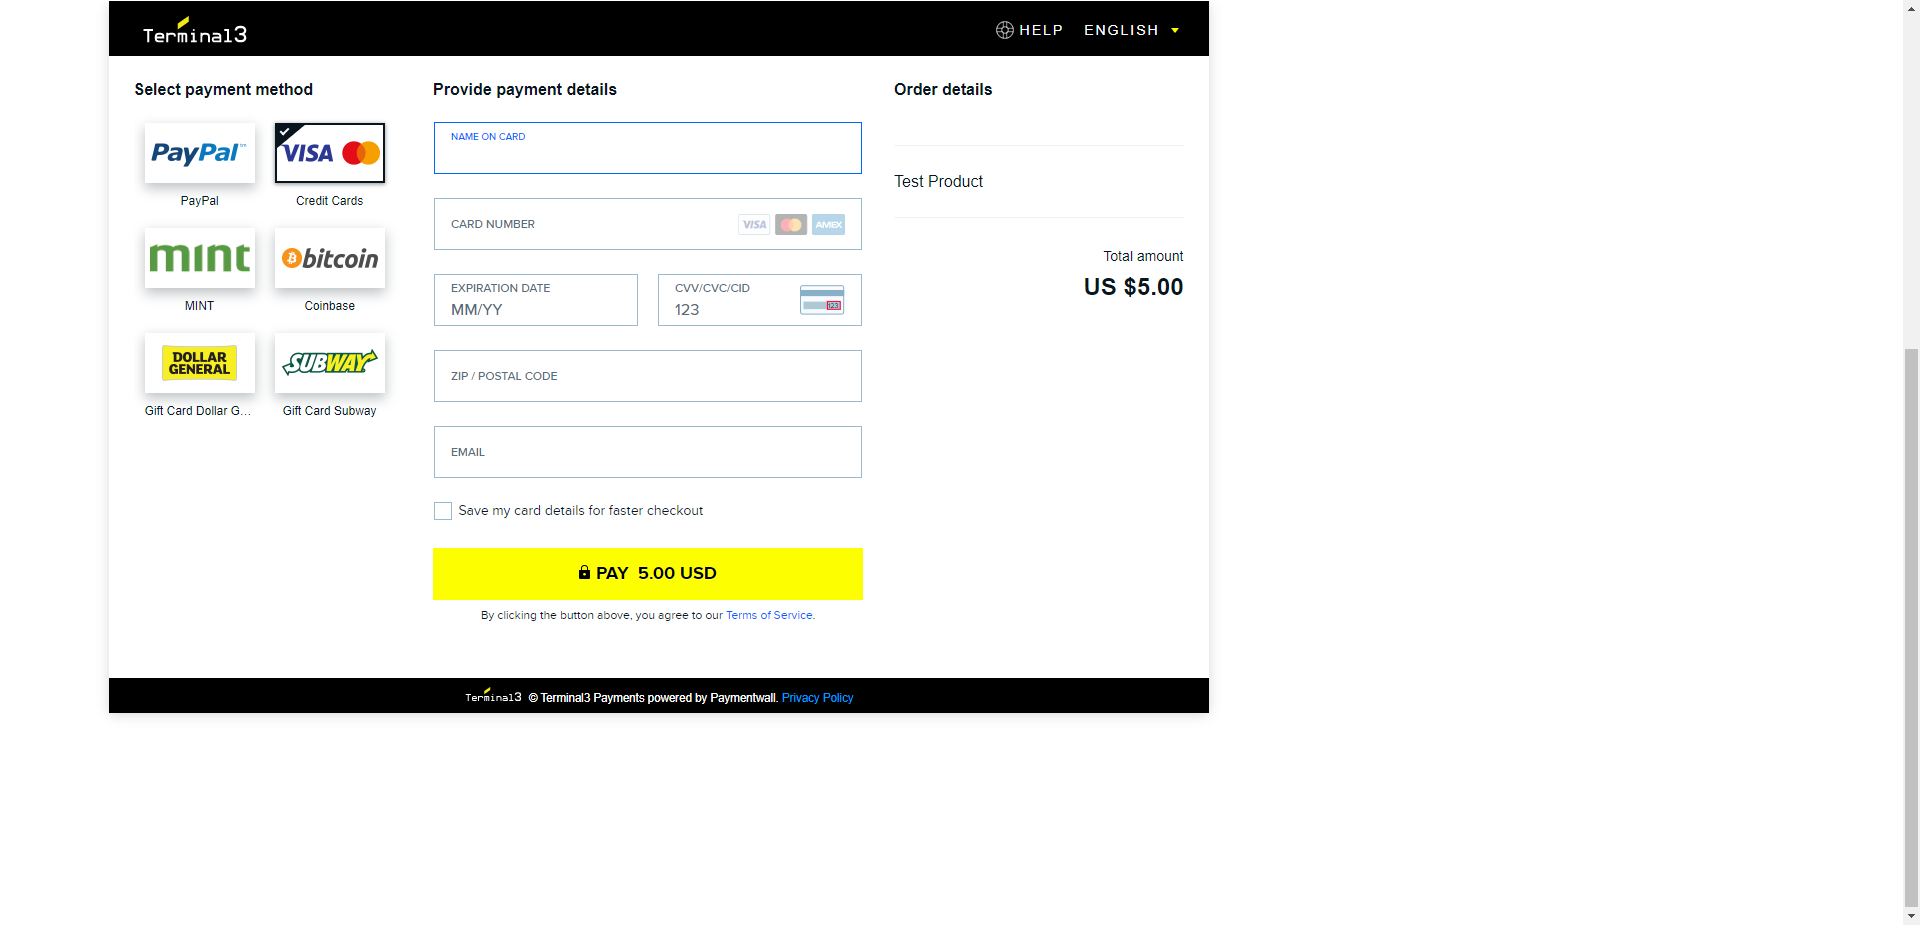 Terminal3
HELP ENGLISH
Select payment method
PayPal™
PayPal
VISA
Credit Cards
mint
MINT
bitcoin
Coinbase
DOLLAR
GENERAL
Gift Card Dollar G...
SUBWAY
Gift Card Subway
Provide payment details
NAME ON CARD
CARD NUMBER VISA AMEX
EXPIRATION DATE
MM/YY
CVV/CVC/CID
123 123
ZIP / POSTAL CODE
EMAIL
Save my card details for faster checkout
PAY 5.00 USD
By clicking the button above, you agree to our Terms of Service.
Order details
Test Product
Total amount
US $5.00
Terminal3 © Terminal3 Payments powered by Paymentwall. Privacy Policy